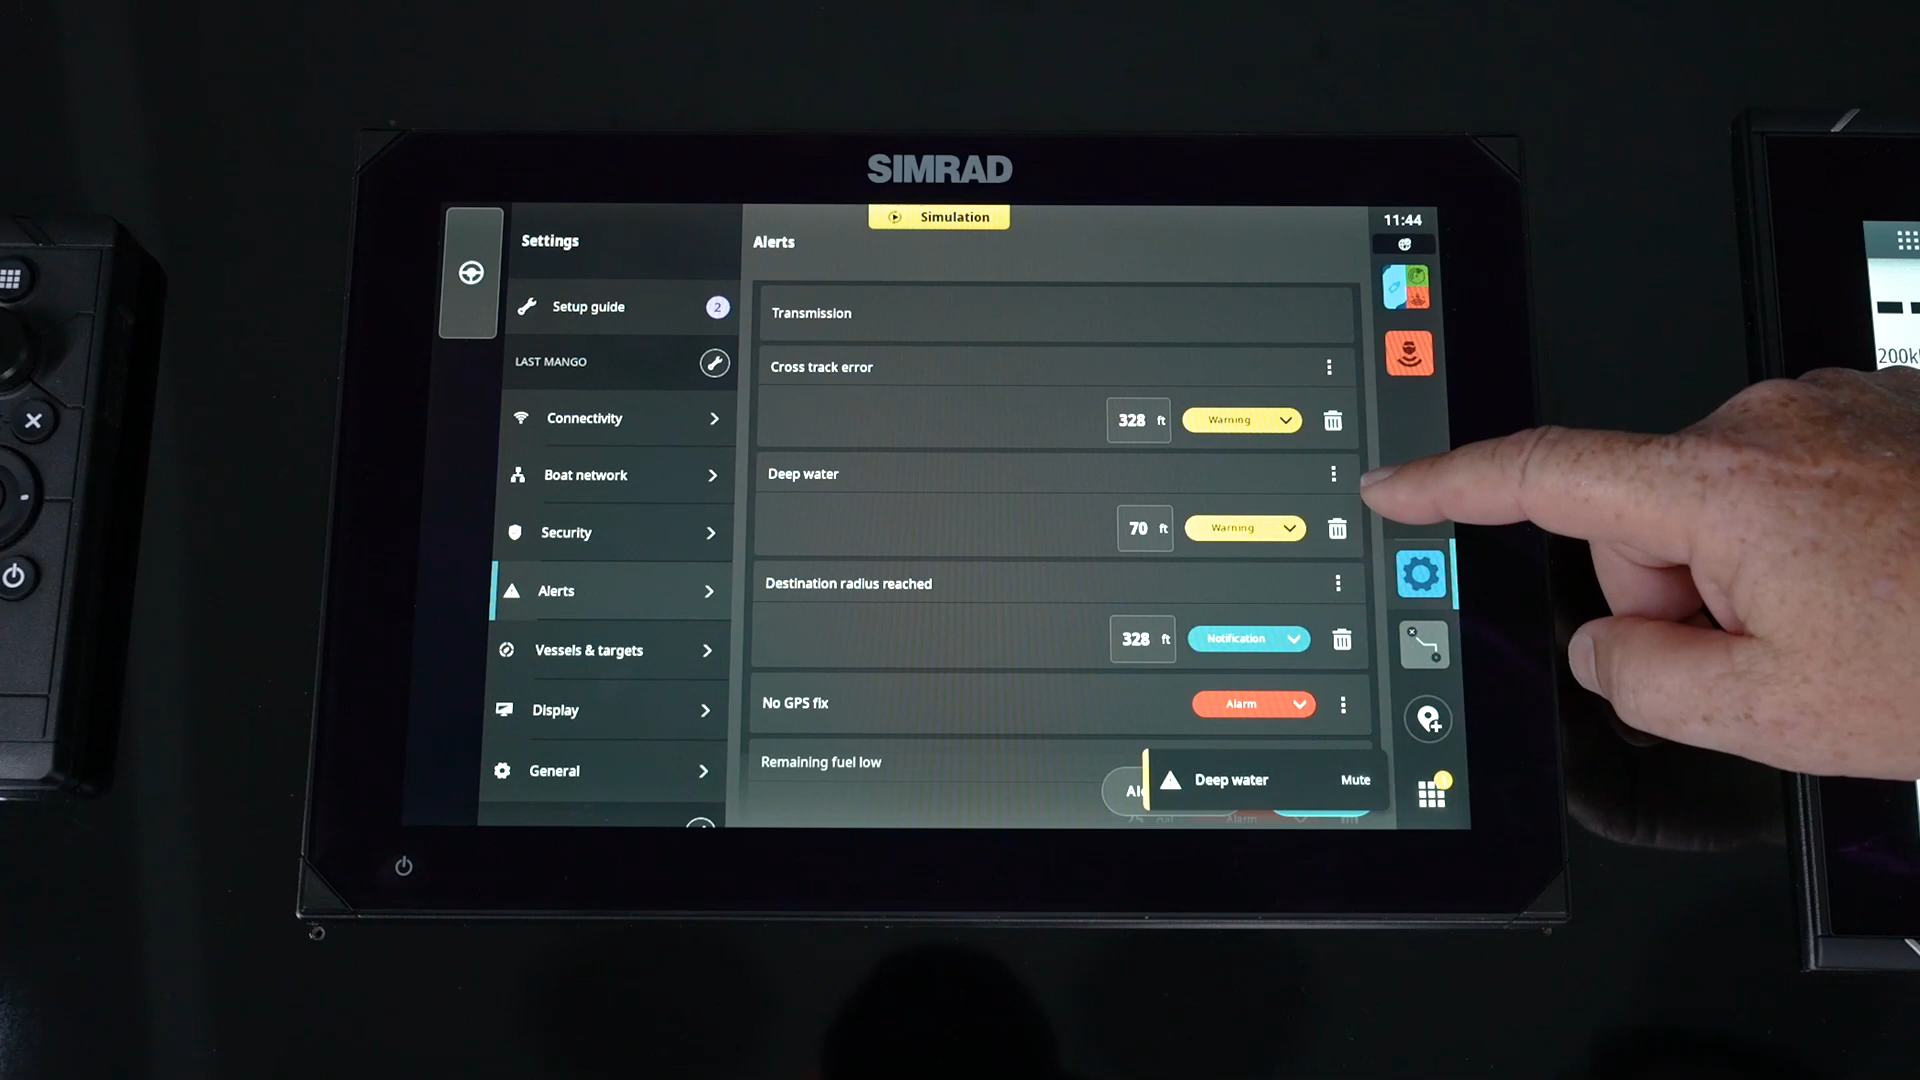 SIMRAD
Simulation
11:44
Settings
Alerts
Setup guide
2
LAST MANGO
Connectivity
Boat network
Security
Alerts
Vessels & targets
Display
General
Transmission
Cross track error
328 ft
Warning
Deep water
70 ft
Warning
Destination radius reached
328 ft
Notification
No GPS fix
Alarm
Remaining fuel low
Deep water
Mute
Alarm